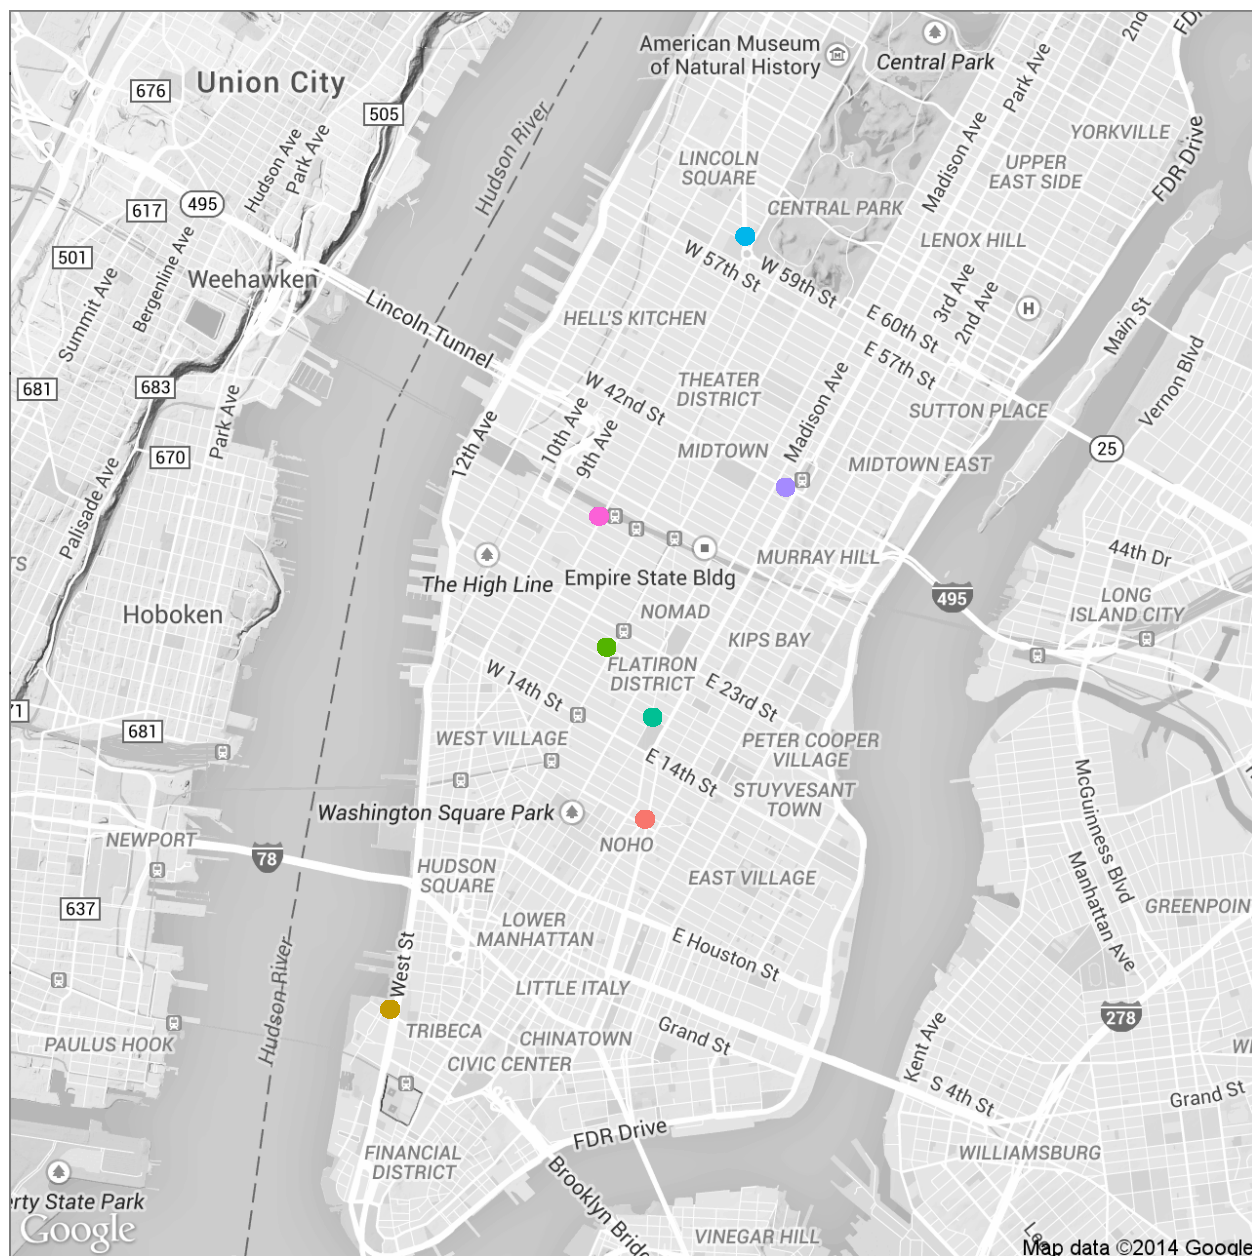 American Museum
of Natural History
Central Park
2nd
FDR
Park Ave
Union City
676
505
Hudson Ave
Park Ave
Hudson River
LINCOLN
SQUARE
YORKVILLE
UPPER
EAST SIDE
Madison Ave
FDR Drive
495
617
CENTRAL PARK
LENOX HILL
501
Bergenline Ave
Summit Ave
Weehawken
W 57th St
W 59th St
3rd Ave
2nd Ave
H
Lincoln Tunnel
HELL'S KITCHEN
E 60th St
E 57th St
Main St
Vernon Blvd
681
683
Park Ave
W 42nd St
THEATER
DISTRICT
Madison Ave
SUTTON PLACE
12th Ave
10th Ave
9th Ave
MIDTOWN
MIDTOWN EAST
25
670
Palisade Ave
TS
The High Line
Empire State Bldg
MURRAY HILL
44th Dr
495
LONG
ISLAND CITY
Hoboken
NOMAD
KIPS BAY
W 14th St
FLATIRON
DISTRICT
E 23rd St
71
681
WEST VILLAGE
PETER COOPER
VILLAGE
E 14th St
STUYVESANT
TOWN
Washington Square Park
McGuinness Blvd
NEWPORT
78
NOHO
HUDSON
SQUARE
EAST VILLAGE
Manhattan Ave
637
LOWER
MANHATTAN
GREENPOIN
E Houston St
Hudson River
West St
LITTLE ITALY
TRIBECA
CHINATOWN
Grand St
278
PAULUS HOOK
CIVIC CENTER
Kent Ave
WI
S 4th St
Grand St
FDR Drive
FINANCIAL
DISTRICT
WILLIAMSBURG
Brooklyn Bridge
erty State Park
Google
VINEGAR HILL
Lee
Map data ©2014 Google